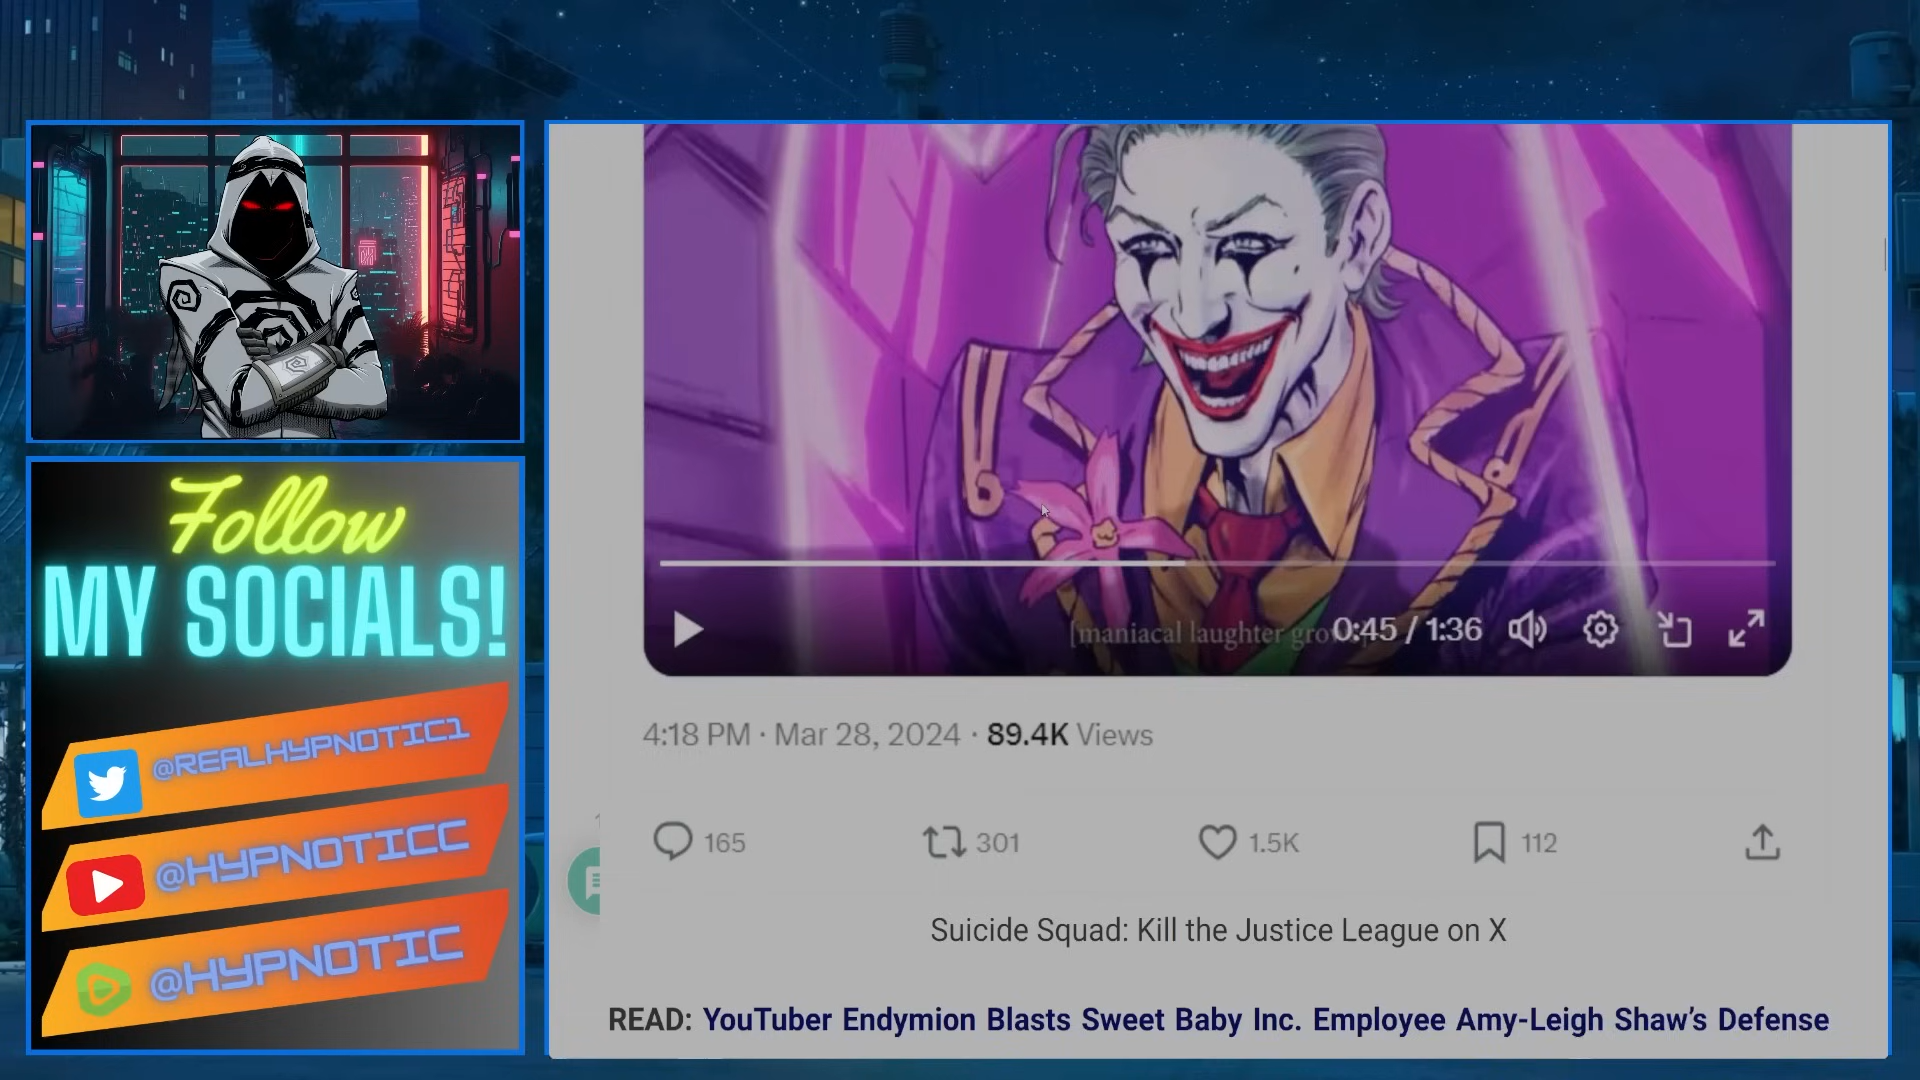 Follow
MY SOCIALS!
@REALHYPNOTIC1
@HYPNOTICC
@HYPNOTIC
[maniacal laughter
0:45 / 1:36
4:18 PM · Mar 28, 2024 · 89.4K Views
165
301
1.5K
112
Suicide Squad: Kill the Justice League on X
READ: YouTuber Endymion Blasts Sweet Baby Inc. Employee Amy-Leigh Shaw’s Defense